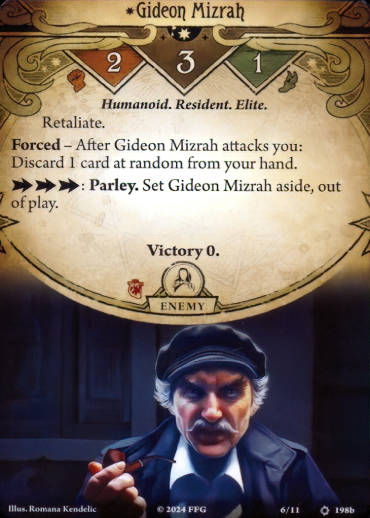 Gideon Mizrah
2 3 1
Humanoid. Resident. Elite.
Retaliate.
Forced – After Gideon Mizrah attacks you:
Discard 1 card at random from your hand.
: Parley. Set Gideon Mizrah aside, out
of play.
Victory 0.
ENEMY
Illus. Romana Kendelic © 2024 FFG 6/11 198b